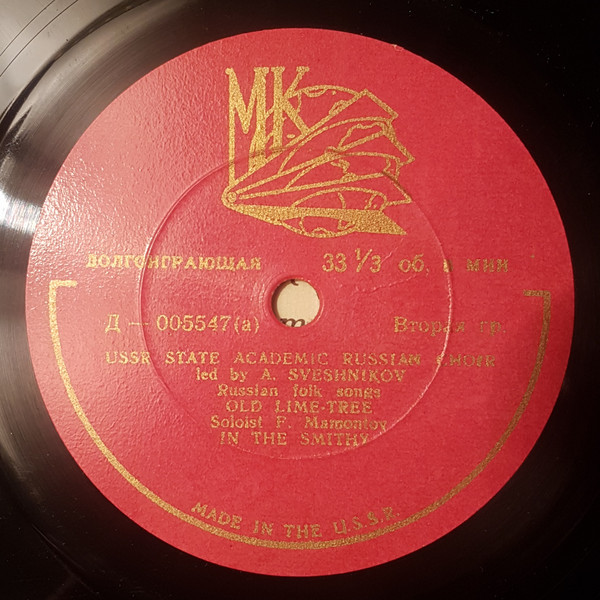 МК
ДОЛГОИГРАЮЩАЯ 33 1/3 об. в мин
Д — 005547(а) Вторая гр.
USSR STATE ACADEMIC RUSSIAN CHOIR
led by A. SVESHNIKOV
Russian folk songs
OLD LIME-TREE
Soloist F. Mamontov
IN THE SMITHY
MADE IN THE U.S.S.R.